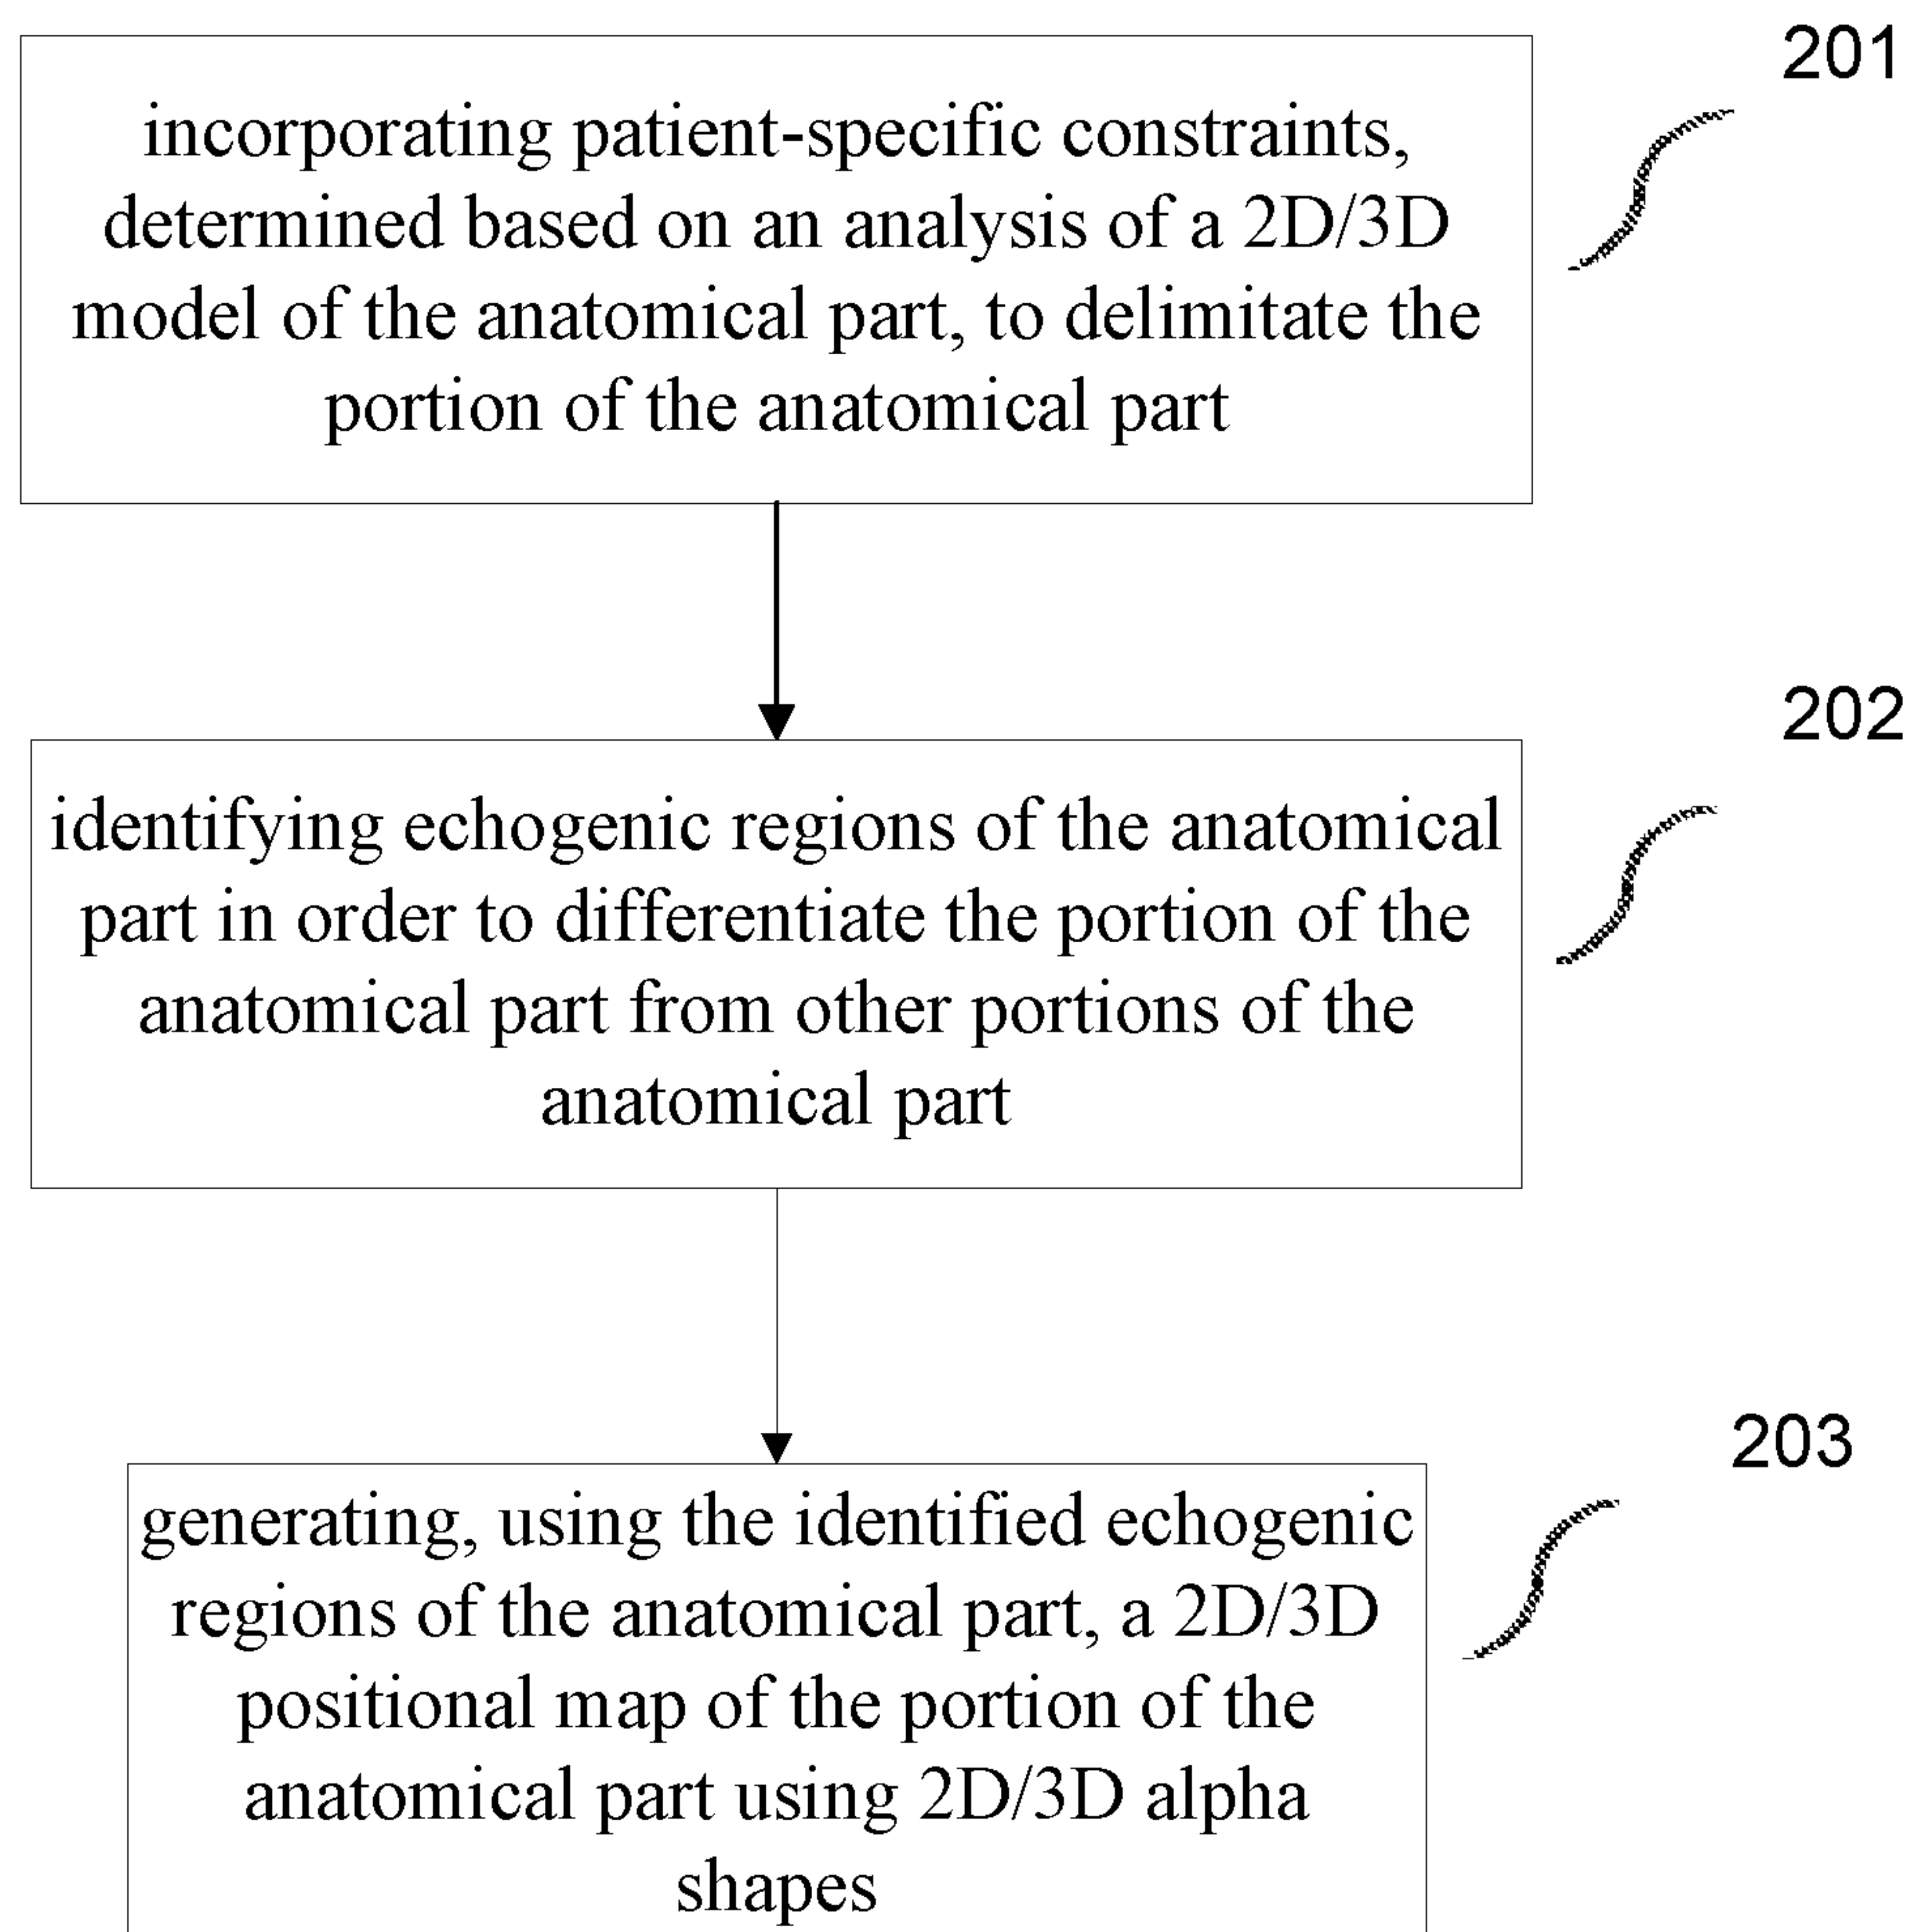 201
incorporating patient-specific constraints,
determined based on an analysis of a 2D/3D
model of the anatomical part, to delimitate the
portion of the anatomical part
202
identifying echogenic regions of the anatomical
part in order to differentiate the portion of the
anatomical part from other portions of the
anatomical part
203
generating, using the identified echogenic
regions of the anatomical part, a 2D/3D
positional map of the portion of the
anatomical part using 2D/3D alpha
shapes